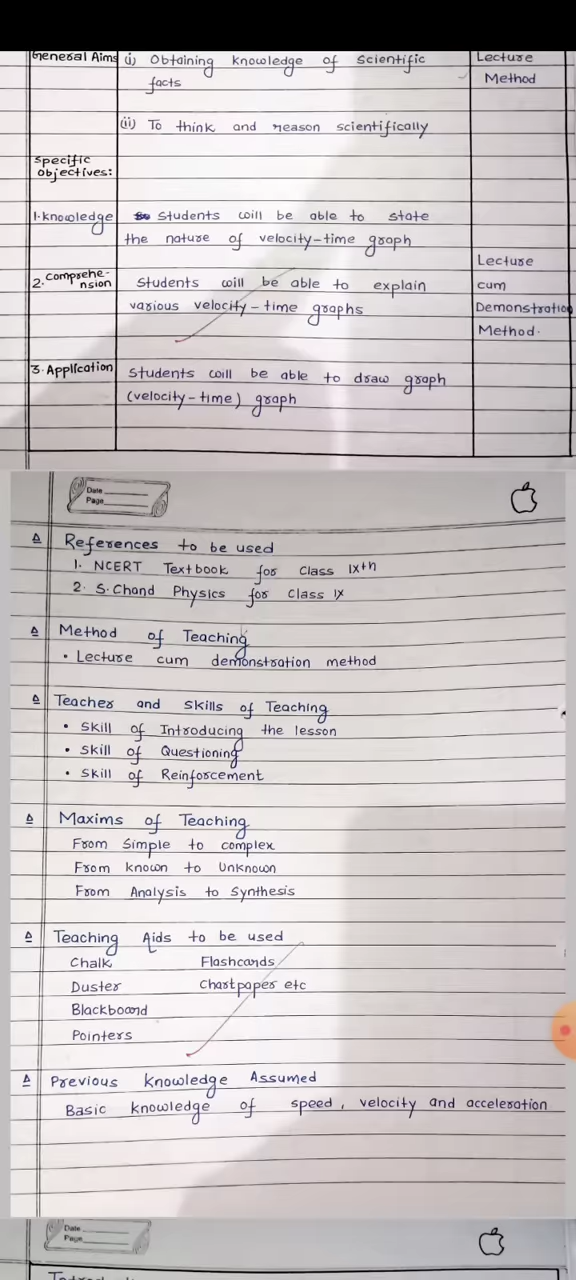 General Aims (i) Obtaining knowledge of scientific Lecture
facts Method
(ii) To think and reason scientifically
Specific
objectives:
1. Knowledge Students will be able to state
the nature of velocity-time graph
Lecture
2. Comprehe- Students will be able to explain cum
nsion various velocity-time graphs Demonstration
Method.
3. Application Students will be able to draw graph
(velocity-time) graph
Date
Page
References to be used
1. NCERT Textbook for Class IXth
2. S. Chand Physics for Class IX
Method of Teaching
• Lecture cum demonstration method
Teacher and Skills of Teaching
• Skill of Introducing the lesson
• Skill of Questioning
• Skill of Reinforcement
Maxims of Teaching
From Simple to complex
From known to Unknown
From Analysis to Synthesis
Teaching Aids to be used
Chalk Flashcards
Duster Chartpaper etc
Blackboard
Pointers
Previous Knowledge Assumed
Basic knowledge of speed, velocity and acceleration
Date
Page